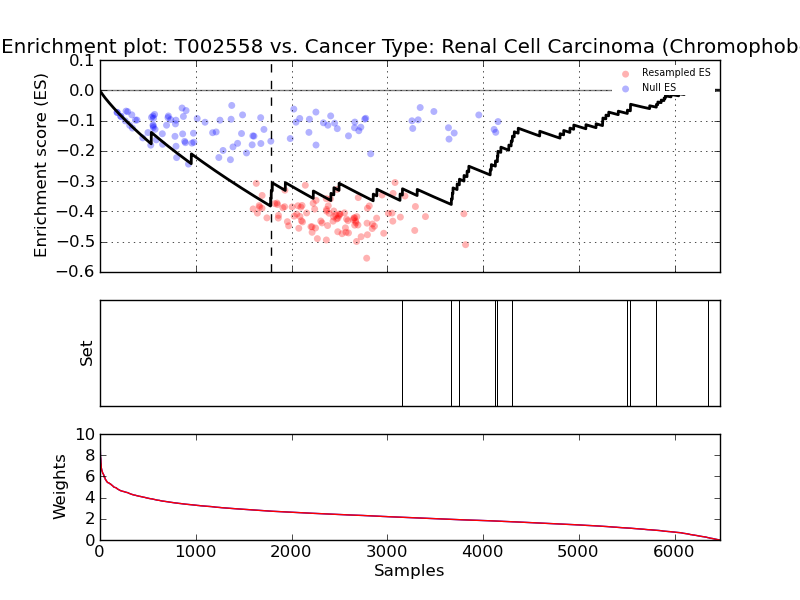 Enrichment plot: T002558 vs. Cancer Type: Renal Cell Carcinoma (Chromophob
0.1
0.0
−0.1
−0.2
−0.3
−0.4
−0.5
−0.6
Enrichment score (ES)
Resampled ES
Null ES
Set
10
8
6
4
2
0
Weights
0 1000 2000 3000 4000 5000 6000
Samples